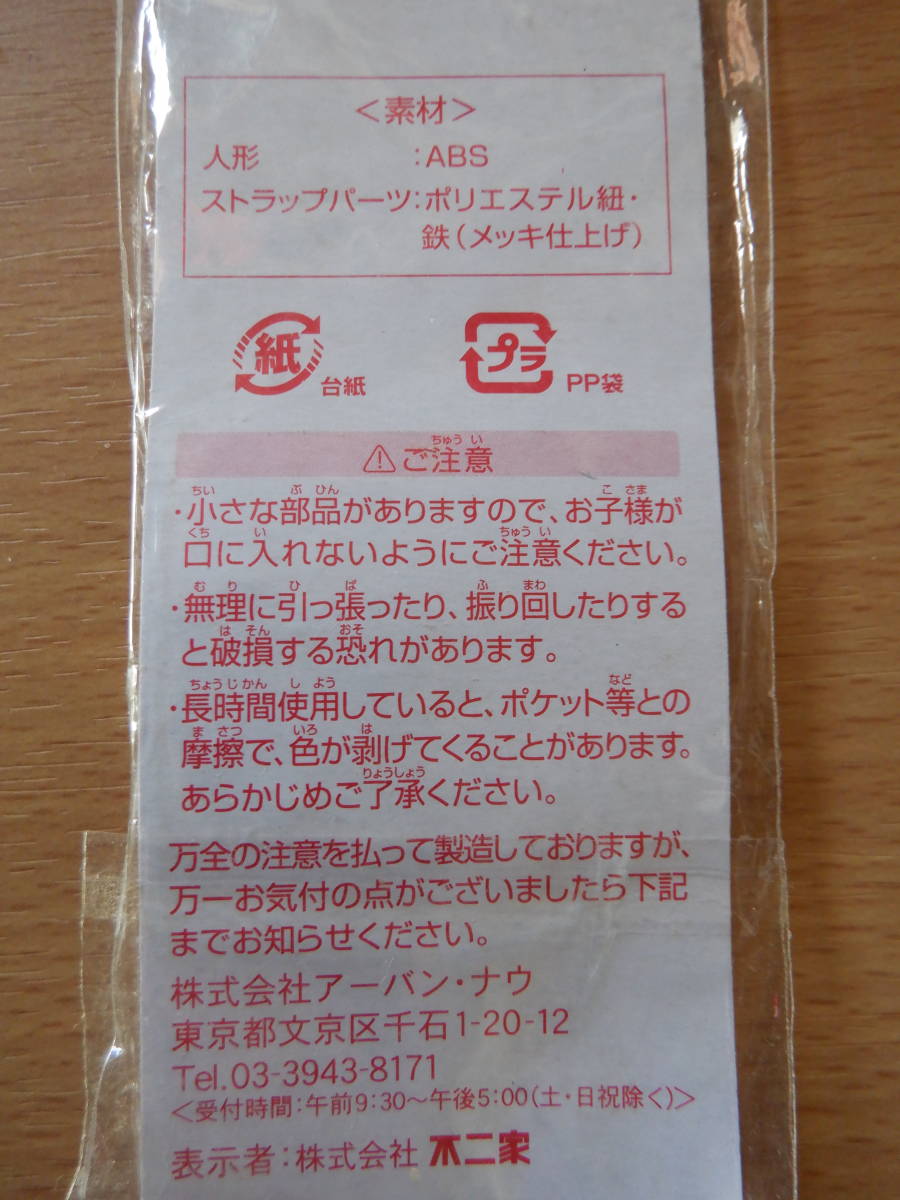 ＜素材＞
人形　　　　：ABS
ストラップパーツ：ポリエステル紐・
鉄（メッキ仕上げ）
紙 台紙
プラ PP袋
ちゅうい
ご注意
ちい ぶひん こさま
・小さな部品がありますので、お子様が
くち い ちゅうい
口に入れないようにご注意ください。
むり ひ ぱ ふ まわ
・無理に引っ張ったり、振り回したりする
はそん おそ
と破損する恐れがあります。
ちょうじかんしよう など
・長時間使用していると、ポケット等との
まさつ いろ は
摩擦で、色が剥げてくることがあります。
りょうしょう
あらかじめご了承ください。
万全の注意を払って製造しておりますが、
万一お気付の点がございましたら下記
までお知らせください。
株式会社アーバン・ナウ
東京都文京区千石1-20-12
Tel.03-3943-8171
＜受付時間：午前9:30～午後5:00（土・日祝除く）＞
表示者：株式会社 不二家